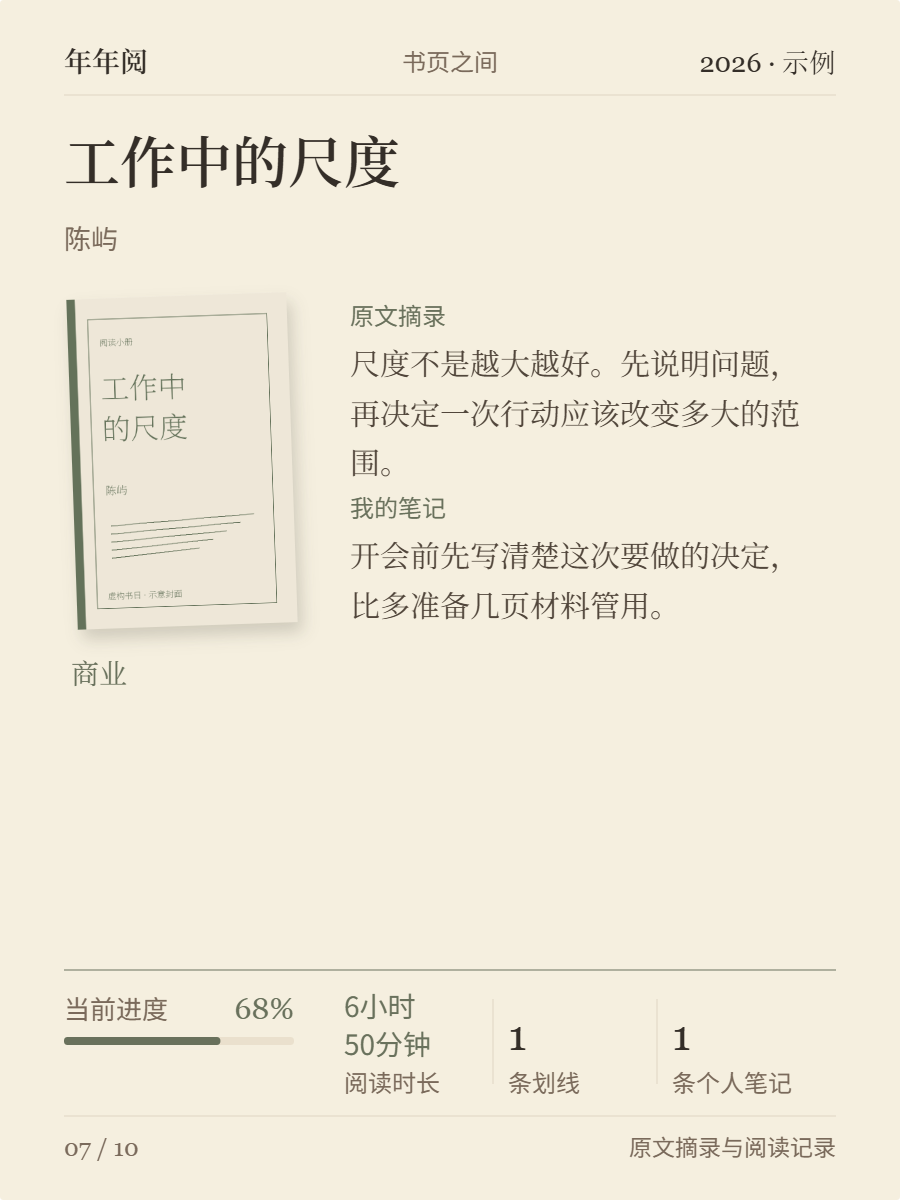 年年阅
书页之间
2026 · 示例
工作中的尺度
陈屿
阅读小册
工作中
的尺度
陈屿
虚构书目 · 示意封面
商业
原文摘录
尺度不是越大越好。先说明问题，
再决定一次行动应该改变多大的范
围。
我的笔记
开会前先写清楚这次要做的决定，
比多准备几页材料管用。
当前进度
68%
6小时
50分钟
阅读时长
1
条划线
1
条个人笔记
07 / 10
原文摘录与阅读记录